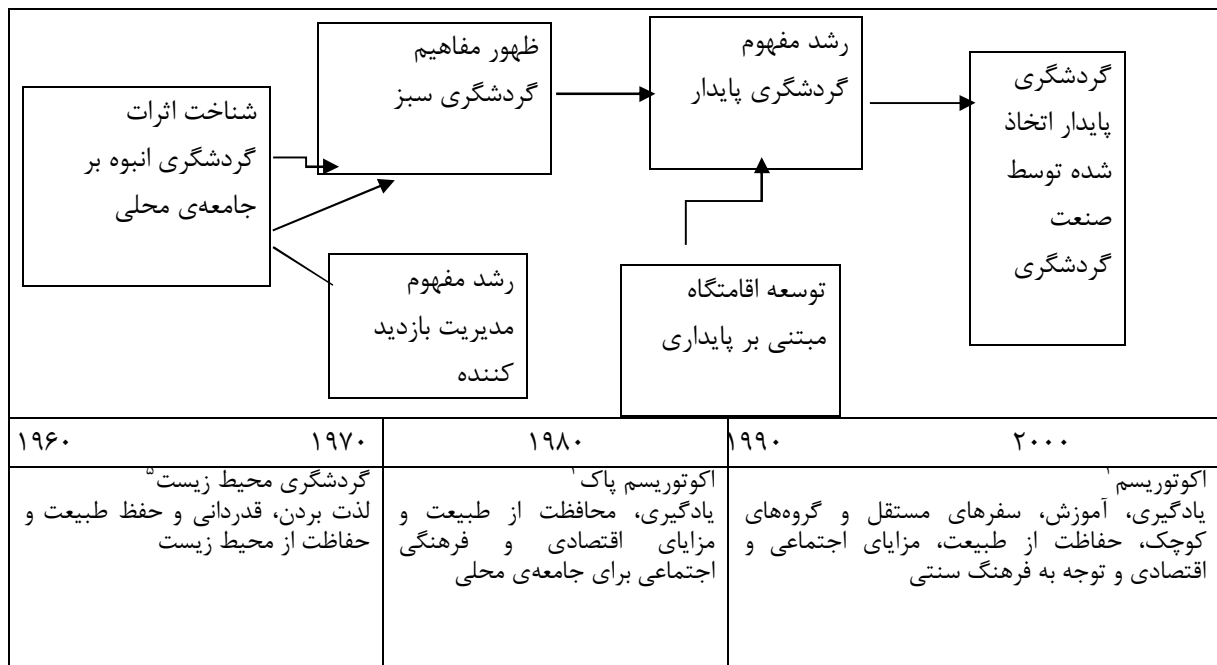 شناخت اثرات
گردشگری انبوه بر
جامعه‌ی محلی
ظهور مفاهیم
گردشگری سبز
رشد مفهوم
مدیریت بازدید
کننده
رشد مفهوم
گردشگری پایدار
توسعه اقامتگاه
مبتنی بر پایداری
گردشگری
پایدار اتخاذ
شده توسط
صنعت
گردشگری
۱۹۶۰ ۱۹۷۰ ۱۹۸۰ ۱۹۹۰ ۲۰۰۰
گردشگری محیط زیست۵
لذت بردن، قدردانی و حفظ طبیعت و
حفاظت از محیط زیست
اکوتوریسم پاک۱
یادگیری، محافظت از طبیعت و
مزایای اقتصادی و فرهنگی
اجتماعی برای جامعه‌ی محلی
اکوتوریسم۱
یادگیری، آموزش، سفرهای مستقل و گروه‌های
کوچک، حفاظت از طبیعت، مزایای اجتماعی و
اقتصادی و توجه به فرهنگ سنتی